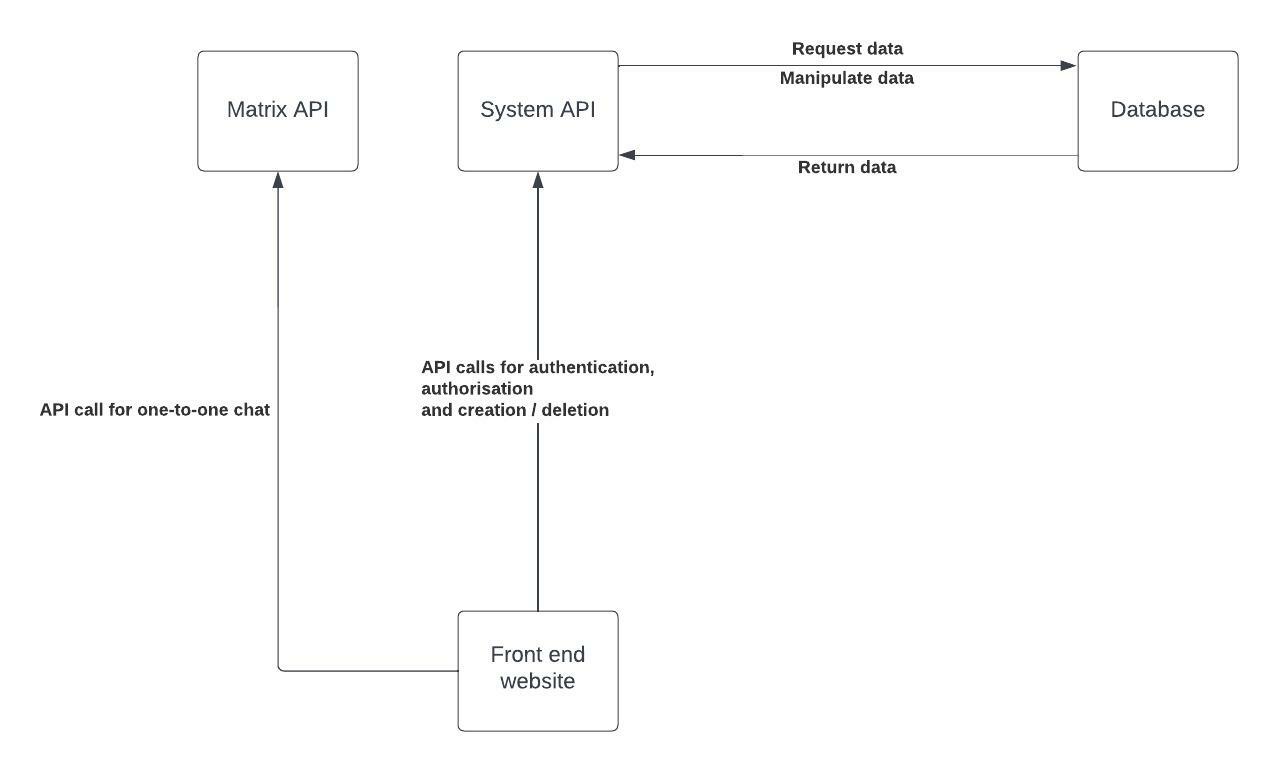 Request data
Manipulate data
Matrix API
System API
Database
Return data
API calls for authentication,
authorisation
and creation / deletion
API call for one-to-one chat
Front end
website